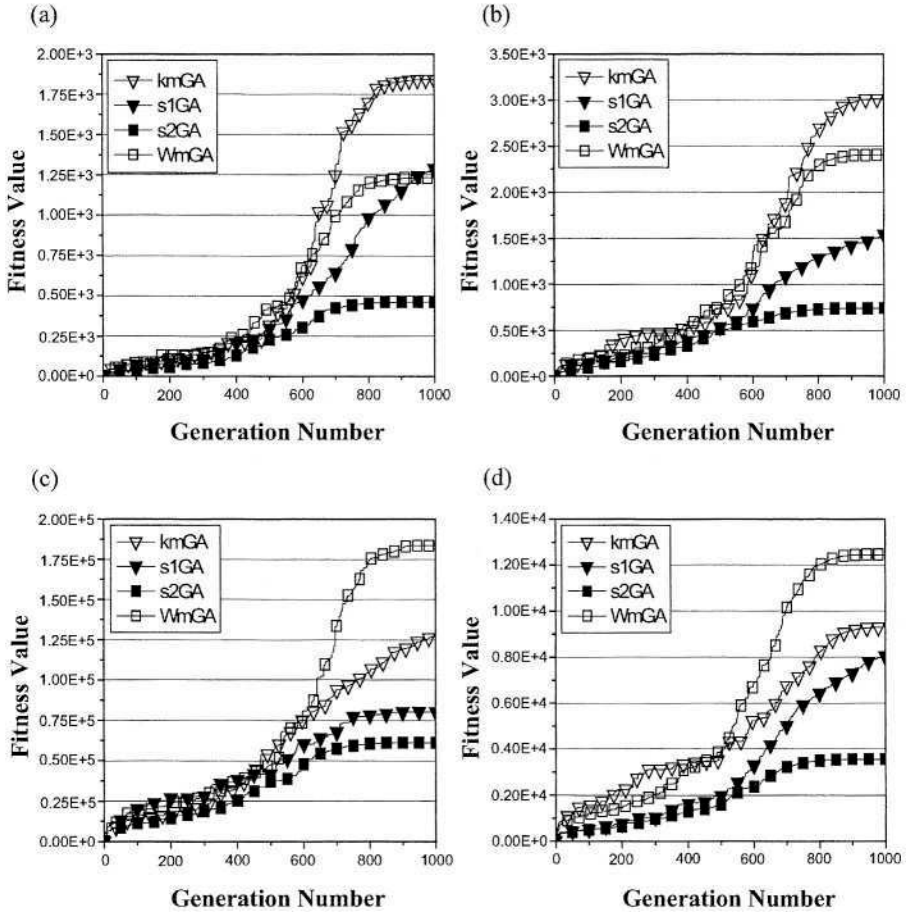 (a)
2.00E+3
1.75E+3
1.50E+3
1.25E+3
1.00E+3
0.75E+3
0.50E+3
0.25E+3
0.00E+0
kmGA
s1GA
s2GA
WmGA
Fitness Value
0 200 400 600 800 1000
Generation Number
(b)
3.50E+3
3.00E+3
2.50E+3
2.00E+3
1.50E+3
1.00E+3
0.50E+3
0.00E+0
kmGA
s1GA
s2GA
WmGA
Fitness Value
0 200 400 600 800 1000
Generation Number
(c)
2.00E+5
1.75E+5
1.50E+5
1.25E+5
1.00E+5
0.75E+5
0.50E+5
0.25E+5
0.00E+0
kmGA
s1GA
s2GA
WmGA
Fitness Value
0 200 400 600 800 1000
Generation Number
(d)
1.40E+4
1.20E+4
1.00E+4
0.80E+4
0.60E+4
0.40E+4
0.20E+4
0.00E+0
kmGA
s1GA
s2GA
WmGA
Fitness Value
0 200 400 600 800 1000
Generation Number